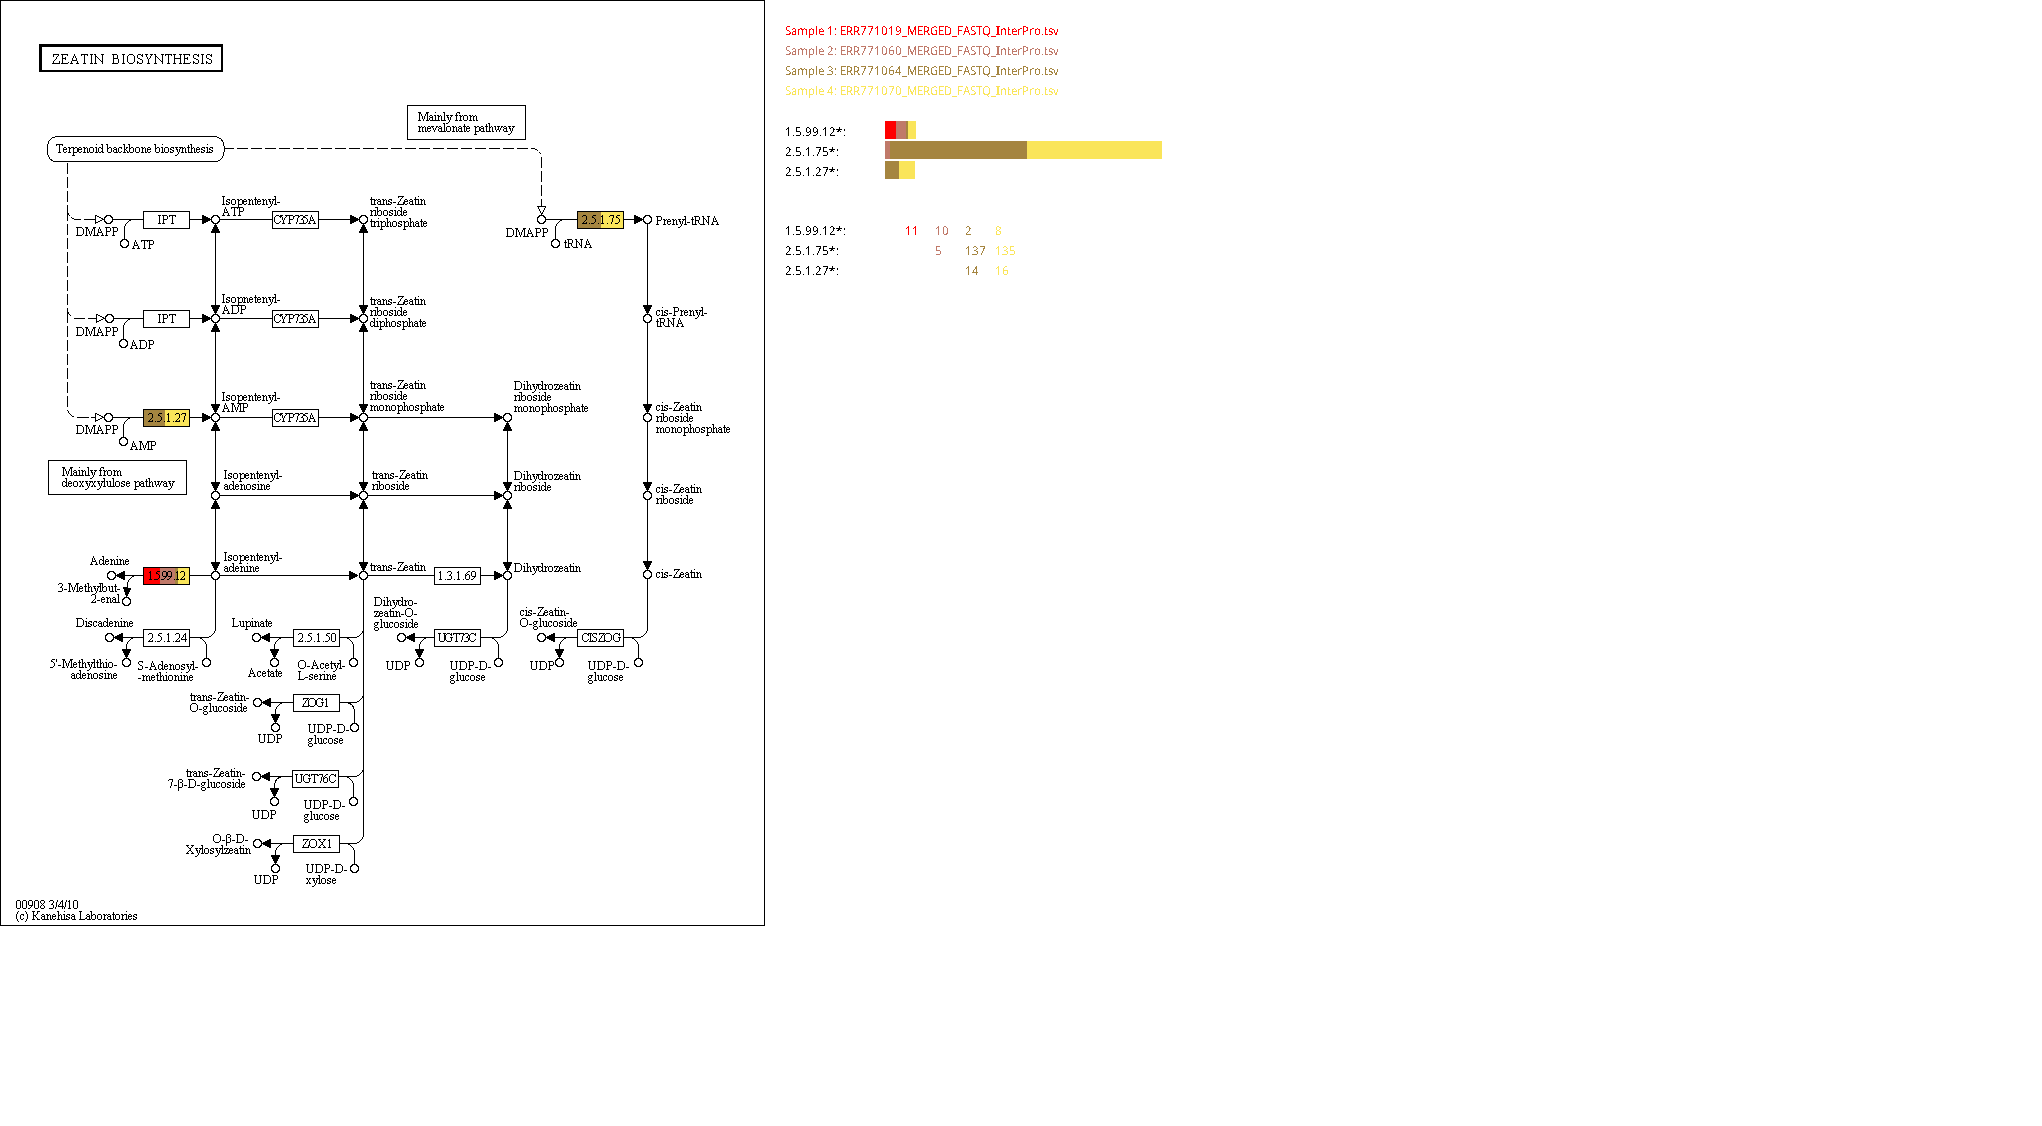 ZEATIN BIOSYNTHESIS
Mainly from
mevalonate pathway
Terpenoid backbone biosynthesis
Isopentenyl-
ATP
trans-Zeatin
riboside
triphosphate
IPT
CYP735A
2.5.1.75
Prenyl-tRNA
DMAPP
ATP
DMAPP
tRNA
Isopnetenyl-
ADP
trans-Zeatin
riboside
diphosphate
cis-Prenyl-
tRNA
IPT
CYP735A
DMAPP
ADP
Isopentenyl-
AMP
trans-Zeatin
riboside
monophosphate
Dihydrozeatin
riboside
monophosphate
cis-Zeatin
riboside
monophosphate
2.5.1.27
CYP735A
DMAPP
AMP
Mainly from
deoxyxylulose pathway
Isopentenyl-
adenosine
trans-Zeatin
riboside
Dihydrozeatin
riboside
cis-Zeatin
riboside
Adenine
1.5.99.12
Isopentenyl-
adenine
trans-Zeatin
1.3.1.69
Dihydrozeatin
cis-Zeatin
3-Methylbut-
2-enal
Discadenine
2.5.1.24
5'-Methylthio-
adenosine
S-Adenosyl-
-methionine
Lupinate
2.5.1.50
Acetate
O-Acetyl-
L-serine
Dihydro-
zeatin-O-
glucoside
UGT73C
UDP
UDP-D-
glucose
cis-Zeatin-
O-glucoside
CISZOG
UDP
UDP-D-
glucose
trans-Zeatin-
O-glucoside
ZOG1
UDP
UDP-D-
glucose
trans-Zeatin-
7-β-D-glucoside
UGT76C
UDP
UDP-D-
glucose
O-β-D-
Xylosylzeatin
ZOX1
UDP
UDP-D-
xylose
00908 3/4/10
(c) Kanehisa Laboratories
Sample 1: ERR771019_MERGED_FASTQ_InterPro.tsv
Sample 2: ERR771060_MERGED_FASTQ_InterPro.tsv
Sample 3: ERR771064_MERGED_FASTQ_InterPro.tsv
Sample 4: ERR771070_MERGED_FASTQ_InterPro.tsv
1.5.99.12*:
2.5.1.75*:
2.5.1.27*:
1.5.99.12*: 11 10 2 8
2.5.1.75*: 5 137 135
2.5.1.27*: 14 16